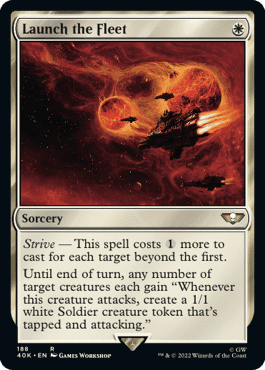 Launch the Fleet
Sorcery
Strive — This spell costs 1 more to
cast for each target beyond the first.
Until end of turn, any number of
target creatures each gain “Whenever
this creature attacks, create a 1/1
white Soldier creature token that’s
tapped and attacking.”
188 R © GW
40K • EN Games Workshop ™ & © 2022 Wizards of the Coast